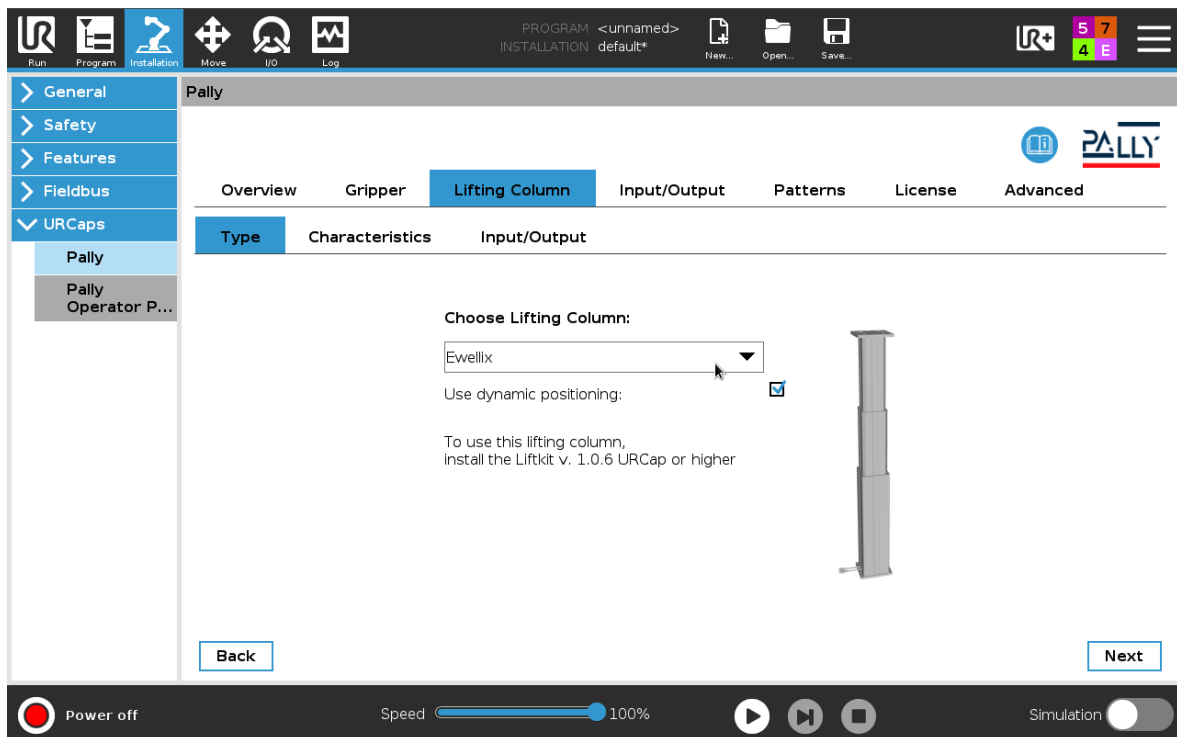 UR
Run
Program
Installation
Move
I/O
Log
PROGRAM <unnamed>
INSTALLATION default*
New...
Open...
Save...
UR+
5 7
4 E
General
Safety
Features
Fieldbus
URCaps
Pally
Pally
Operator P...
Pally
PALLY
Overview
Gripper
Lifting Column
Input/Output
Patterns
License
Advanced
Type
Characteristics
Input/Output
Choose Lifting Column:
Ewellix
Use dynamic positioning:
To use this lifting column,
install the Liftkit v. 1.0.6 URCap or higher
Back
Next
Power off
Speed
100%
Simulation